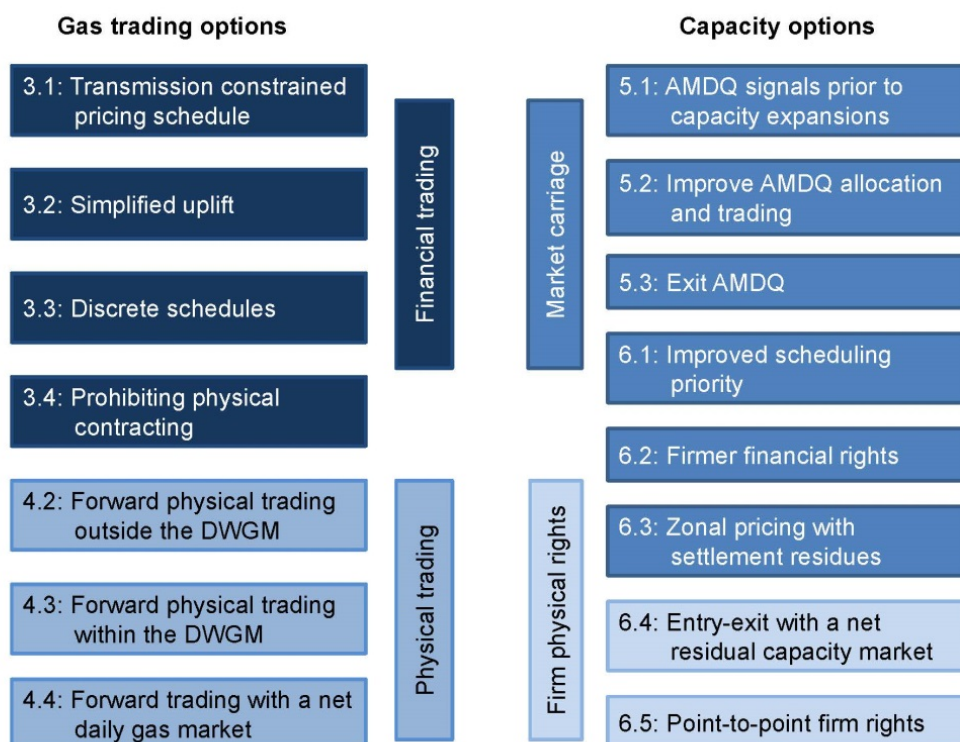 Gas trading options
3.1: Transmission constrained
pricing schedule
3.2: Simplified uplift
3.3: Discrete schedules
3.4: Prohibiting physical
contracting
4.2: Forward physical trading
outside the DWGM
4.3: Forward physical trading
within the DWGM
4.4: Forward trading with a net
daily gas market
Financial trading
Physical trading
Capacity options
Market carriage
Firm physical rights
5.1: AMDQ signals prior to
capacity expansions
5.2: Improve AMDQ allocation
and trading
5.3: Exit AMDQ
6.1: Improved scheduling
priority
6.2: Firmer financial rights
6.3: Zonal pricing with
settlement residues
6.4: Entry-exit with a net
residual capacity market
6.5: Point-to-point firm rights